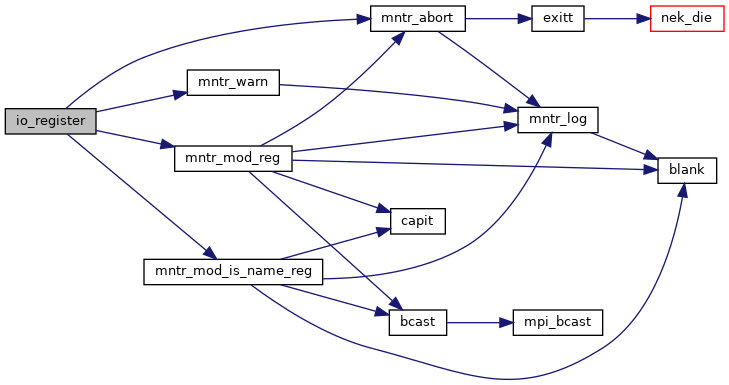 mntr_abort
exitt
nek_die
mntr_warn
io_register
mntr_log
mntr_mod_reg
blank
capit
mntr_mod_is_name_reg
bcast
mpi_bcast